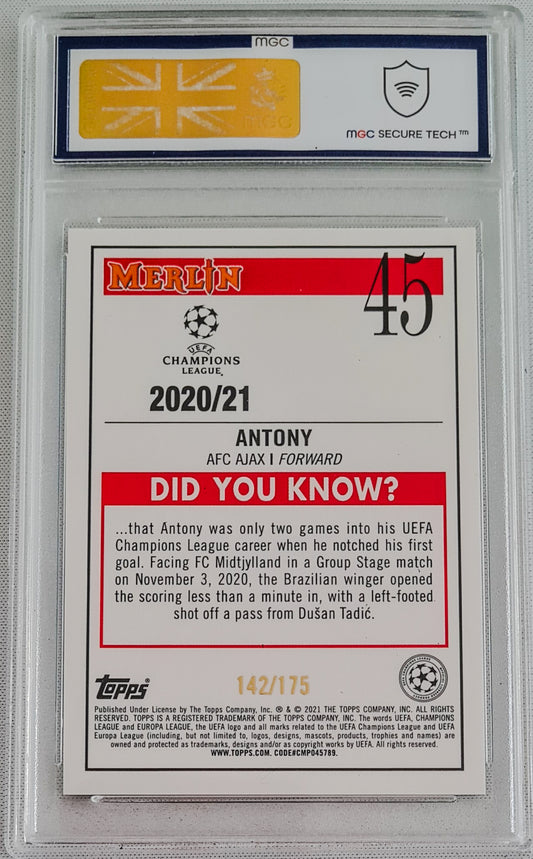 MGC
MGC
MGC SECURE TECH™
MERLIN
45
UEFA
CHAMPIONS
LEAGUE
2020/21
ANTONY
AFC AJAX | FORWARD
DID YOU KNOW?
...that Antony was only two games into his UEFA
Champions League career when he notched his first
goal. Facing FC Midtjylland in a Group Stage match
on November 3, 2020, the Brazilian winger opened
the scoring less than a minute in, with a left-footed
shot off a pass from Dušan Tadić.
TOPPS®
142/175
Published Under License by The Topps Company, Inc. ® & © 2021 THE TOPPS COMPANY, INC. ALL RIGHTS
RESERVED. TOPPS IS A REGISTERED TRADEMARK OF THE TOPPS COMPANY, INC. The words UEFA, CHAMPIONS
LEAGUE and EUROPA LEAGUE, the UEFA logo and all marks related to the UEFA Champions League and UEFA
Europa League (including, but not limited to, logos, designs, mascots, products, trophies and names) are
owned and protected as trademarks, designs and/or as copyright works by UEFA. All rights reserved.
WWW.TOPPS.COM. CODE#CMP045789.